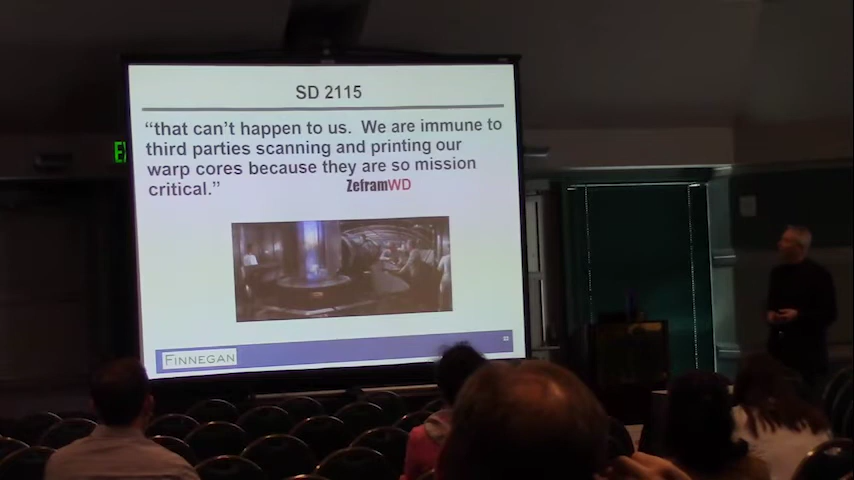 SD 2115
“that can’t happen to us. We are immune to
third parties scanning and printing our
warp cores because they are so mission
critical.”
ZeframWD
FINNEGAN